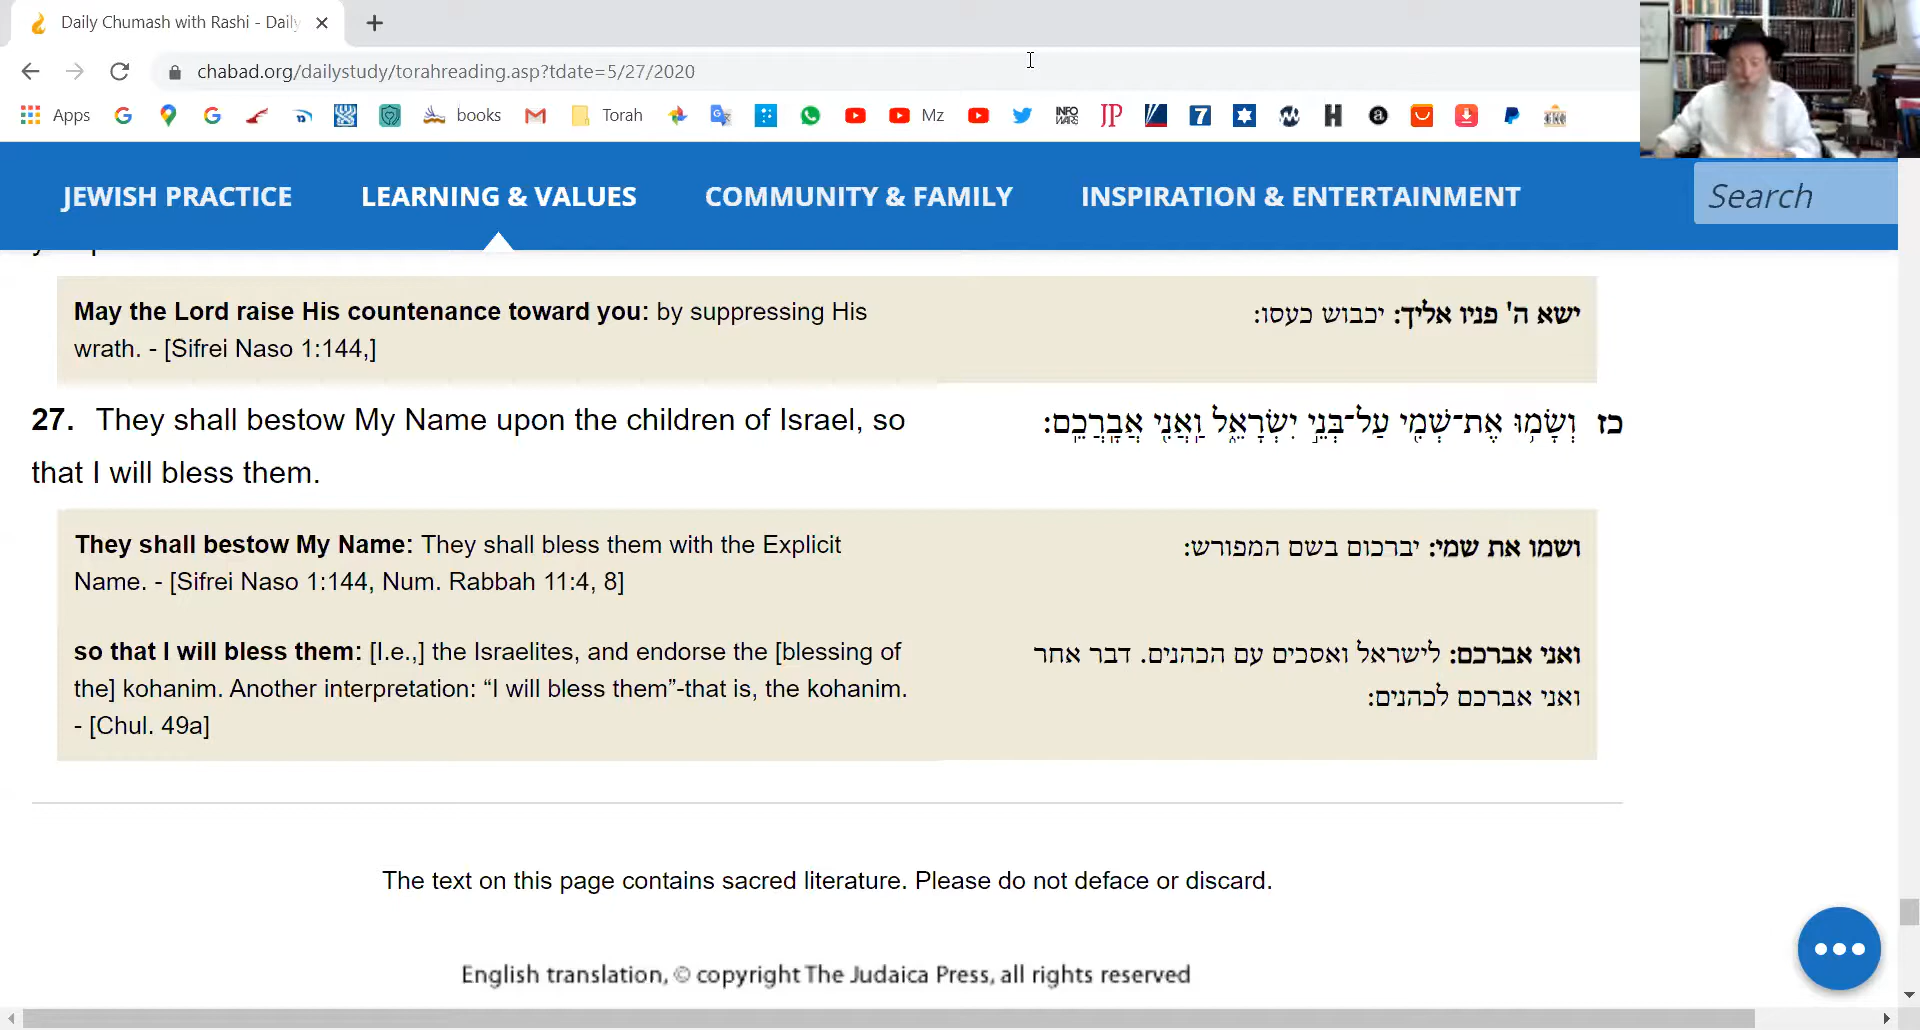 Daily Chumash with Rashi - Daily
chabad.org/dailystudy/torahreading.asp?tdate=5/27/2020
Apps
books
Torah
Mz
INFO WARS
JP
7
H
a
JEWISH PRACTICE
LEARNING & VALUES
COMMUNITY & FAMILY
INSPIRATION & ENTERTAINMENT
Search
May the Lord raise His countenance toward you: by suppressing His
wrath. - [Sifrei Naso 1:144,]
ישא ה' פניו אליך: יכבוש כעסו:
27. They shall bestow My Name upon the children of Israel, so
that I will bless them.
כז וְשָׂמ֥וּ אֶת־שְׁמִ֖י עַל־בְּנֵ֣י יִשְׂרָאֵ֑ל וַֽאֲנִ֖י אֲבָֽרֲכֵֽם:
They shall bestow My Name: They shall bless them with the Explicit
Name. - [Sifrei Naso 1:144, Num. Rabbah 11:4, 8]
ושמו את שמי: יברכום בשם המפורש:
so that I will bless them: [I.e.,] the Israelites, and endorse the [blessing of
the] kohanim. Another interpretation: “I will bless them”-that is, the kohanim.
- [Chul. 49a]
ואני אברכם: לישראל ואסכים עם הכהנים. דבר אחר
ואני אברכם לכהנים:
The text on this page contains sacred literature. Please do not deface or discard.
English translation, © copyright The Judaica Press, all rights reserved